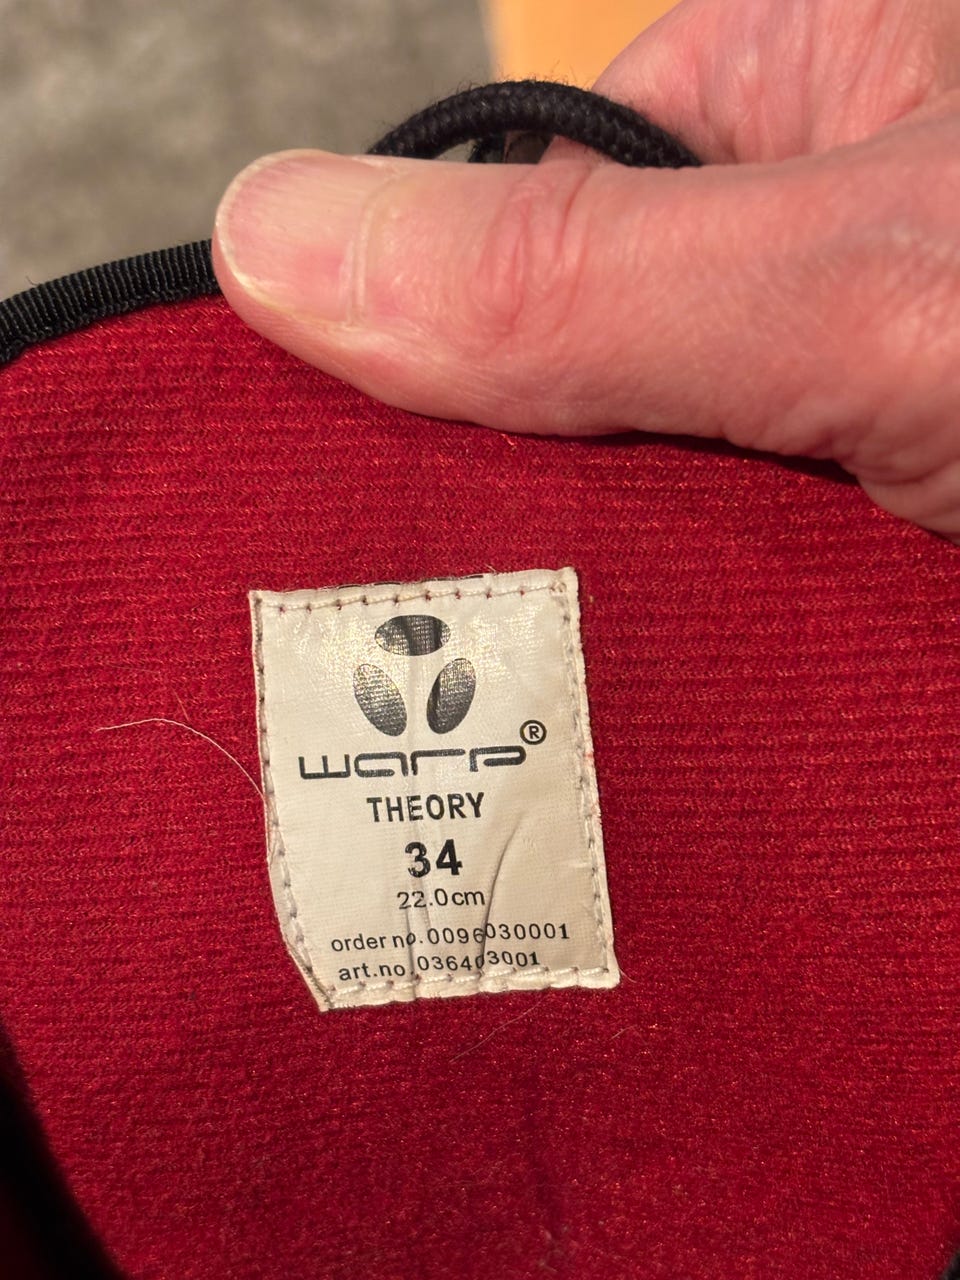 warp®
THEORY
34
22.0cm
order no.0096030001
art.no.036403001